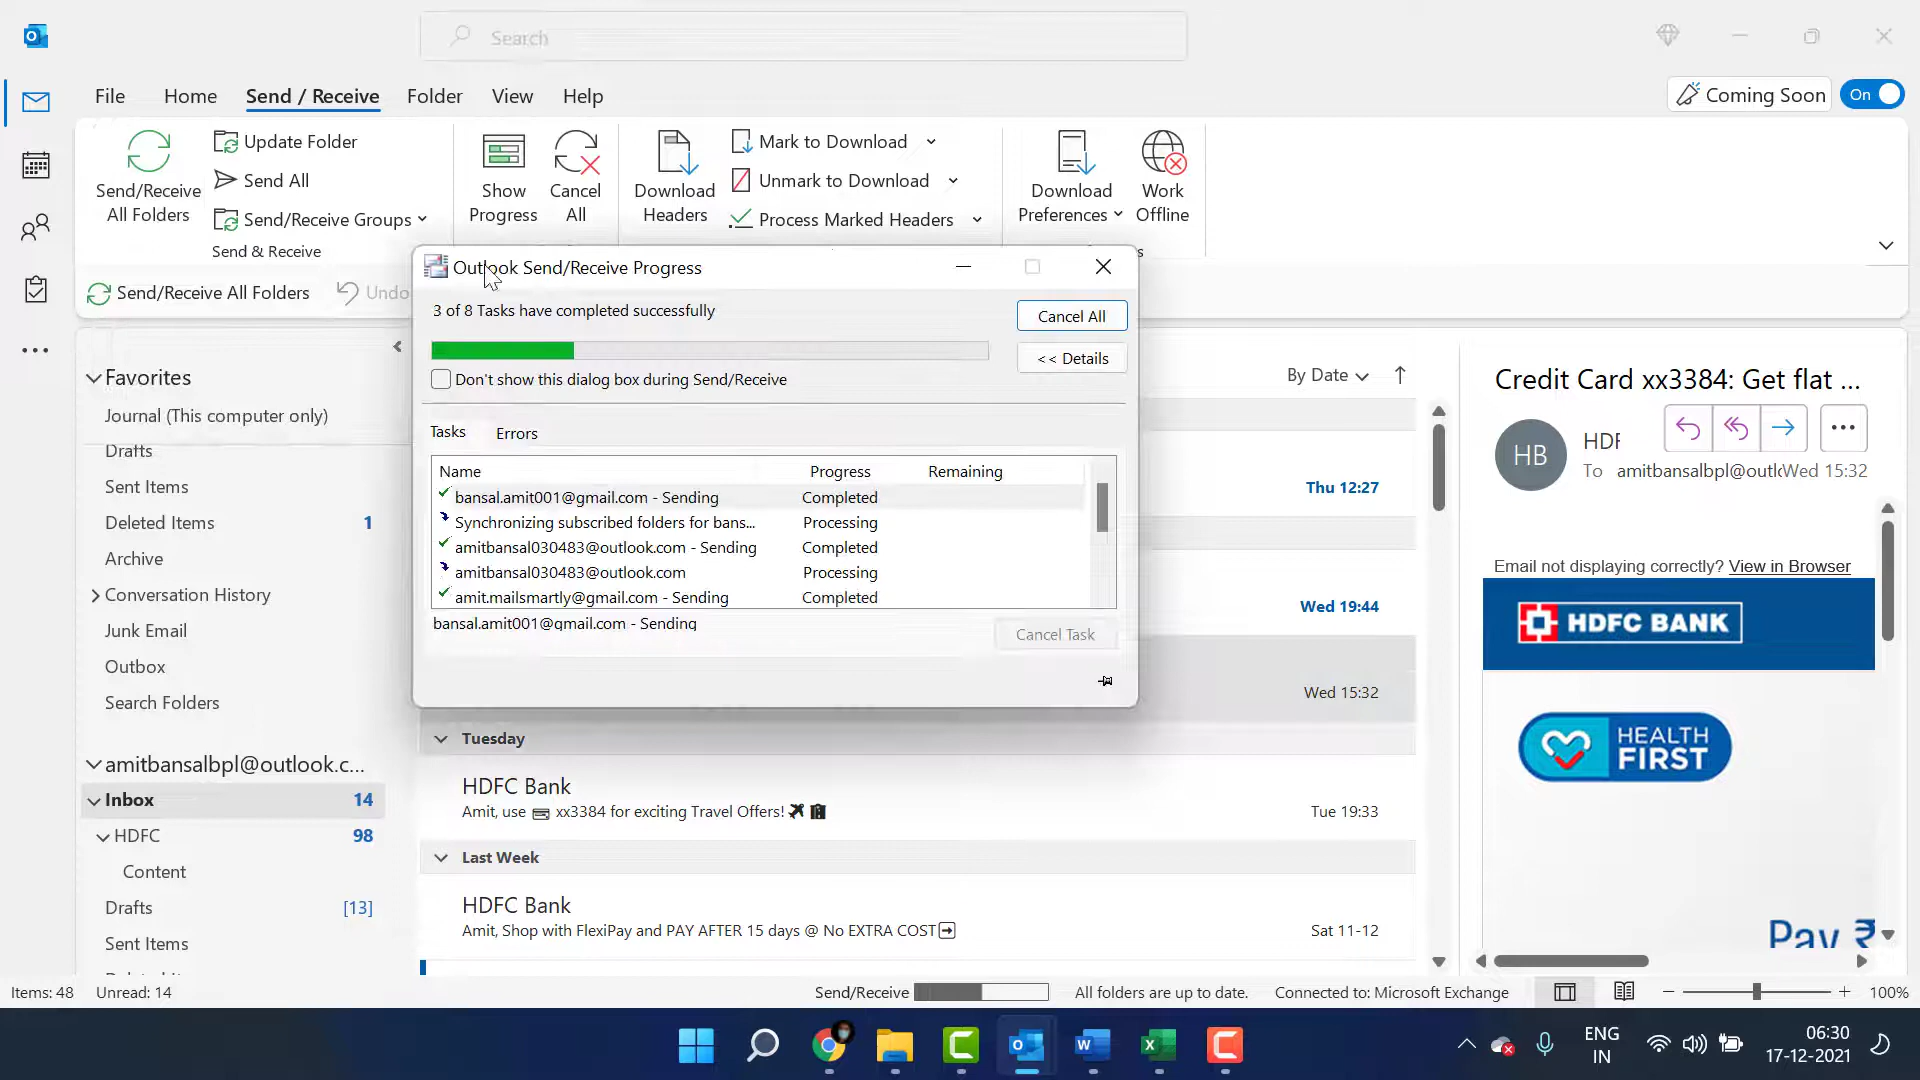 Search
File Home Send / Receive Folder View Help
Coming Soon On
Send/Receive All Folders
Update Folder
Send All
Send/Receive Groups
Send & Receive
Show Progress
Cancel All
Download Headers
Mark to Download
Unmark to Download
Process Marked Headers
Download Preferences
Work Offline
Send/Receive All Folders Undo
Outlook Send/Receive Progress
3 of 8 Tasks have completed successfully
Cancel All
<< Details
Don't show this dialog box during Send/Receive
Tasks Errors
Name Progress Remaining
bansal.amit001@gmail.com - Sending Completed
Synchronizing subscribed folders for bans... Processing
amitbansal030483@outlook.com - Sending Completed
amitbansal030483@outlook.com Processing
amit.mailsmartly@gmail.com - Sending Completed
bansal.amit001@gmail.com - Sending
Cancel Task
Favorites
Journal (This computer only)
Drafts
Sent Items
Deleted Items 1
Archive
Conversation History
Junk Email
Outbox
Search Folders
amitbansalbpl@outlook.c...
Inbox 14
HDFC 98
Content
Drafts [13]
Sent Items
By Date
Thu 12:27
Wed 19:44
Wed 15:32
Tuesday
HDFC Bank
Amit, use xx3384 for exciting Travel Offers! Tue 19:33
Last Week
HDFC Bank
Amit, Shop with FlexiPay and PAY AFTER 15 days @ No EXTRA COST Sat 11-12
Credit Card xx3384: Get flat ...
HB
HDF
To amitbansalbpl@outl Wed 15:32
Email not displaying correctly? View in Browser
HDFC BANK
HEALTH FIRST
Pay ₹
Items: 48 Unread: 14
Send/Receive All folders are up to date. Connected to: Microsoft Exchange 100%
ENG
IN
06:30
17-12-2021